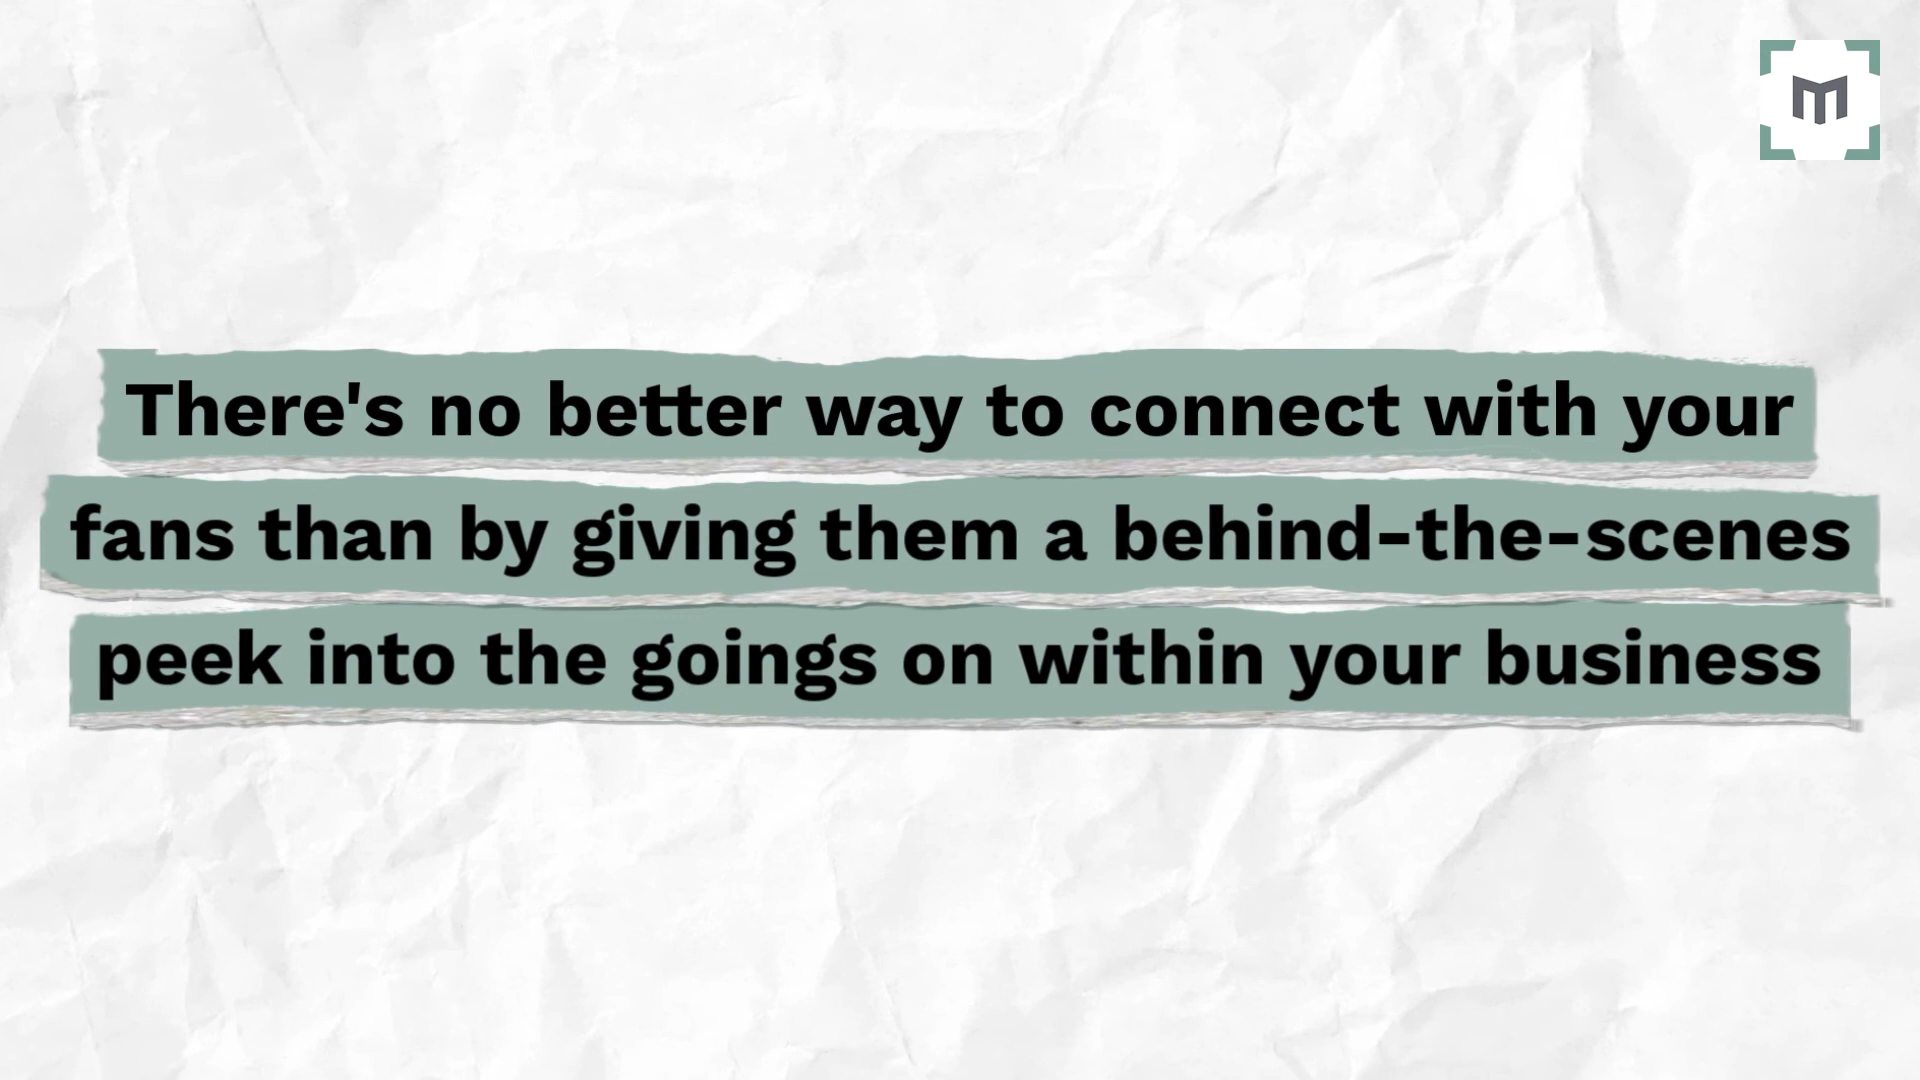 m
There's no better way to connect with your
fans than by giving them a behind-the-scenes
peek into the goings on within your business